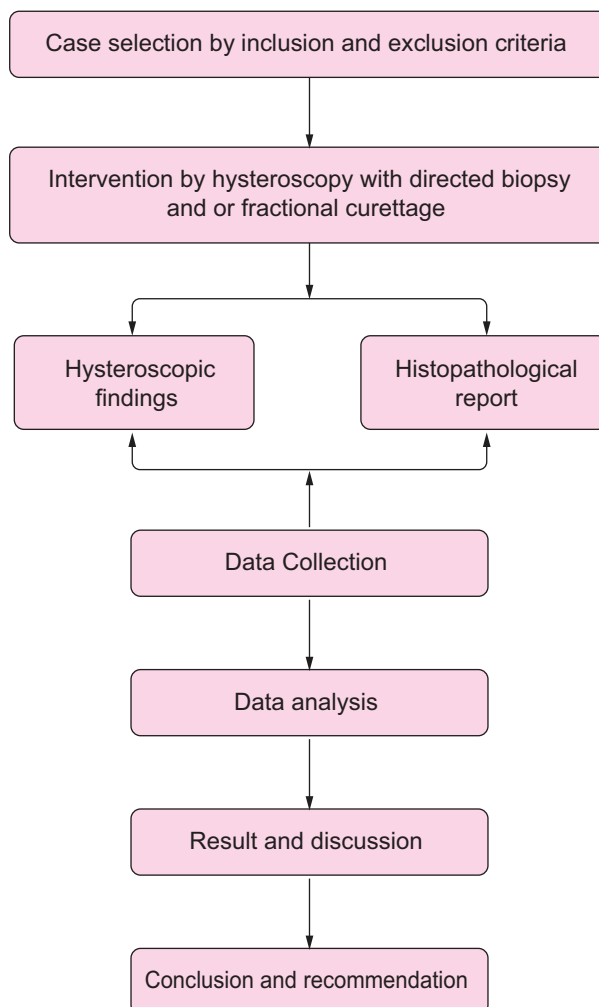 Case selection by inclusion and exclusion criteria
Intervention by hysteroscopy with directed biopsy
and or fractional curettage
Hysteroscopic
findings
Histopathological
report
Data Collection
Data analysis
Result and discussion
Conclusion and recommendation